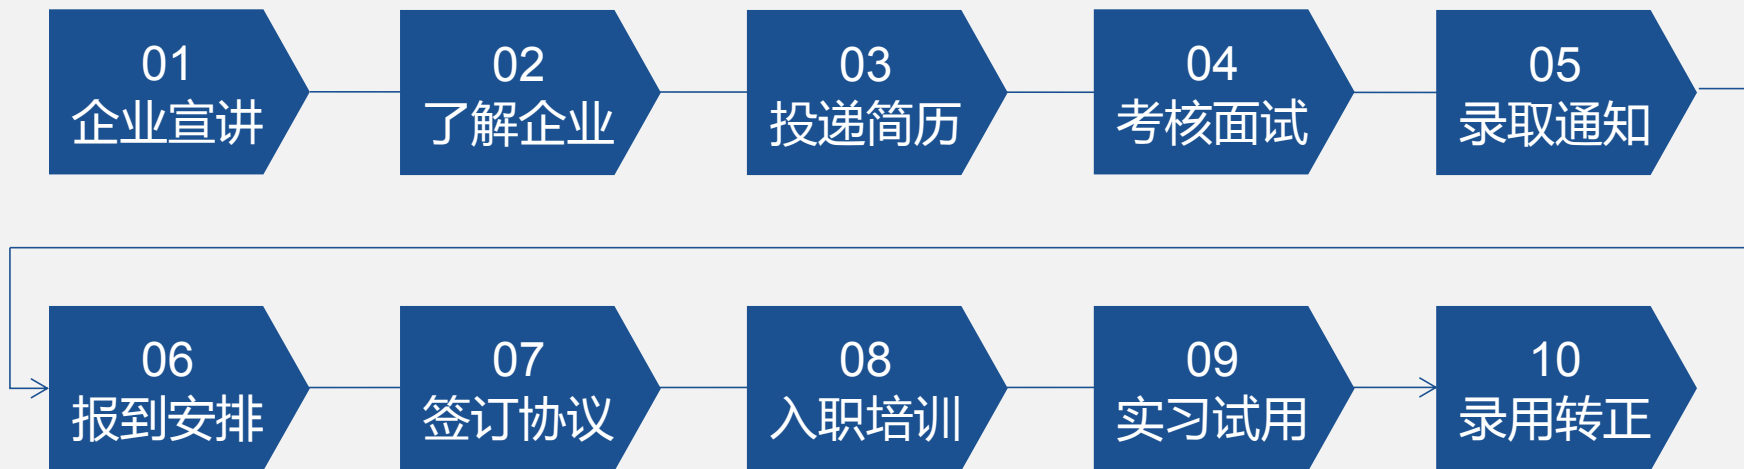 01
企业宣讲
02
了解企业
03
投递简历
04
考核面试
05
录取通知
06
报到安排
07
签订协议
08
入职培训
09
实习试用
10
录用转正